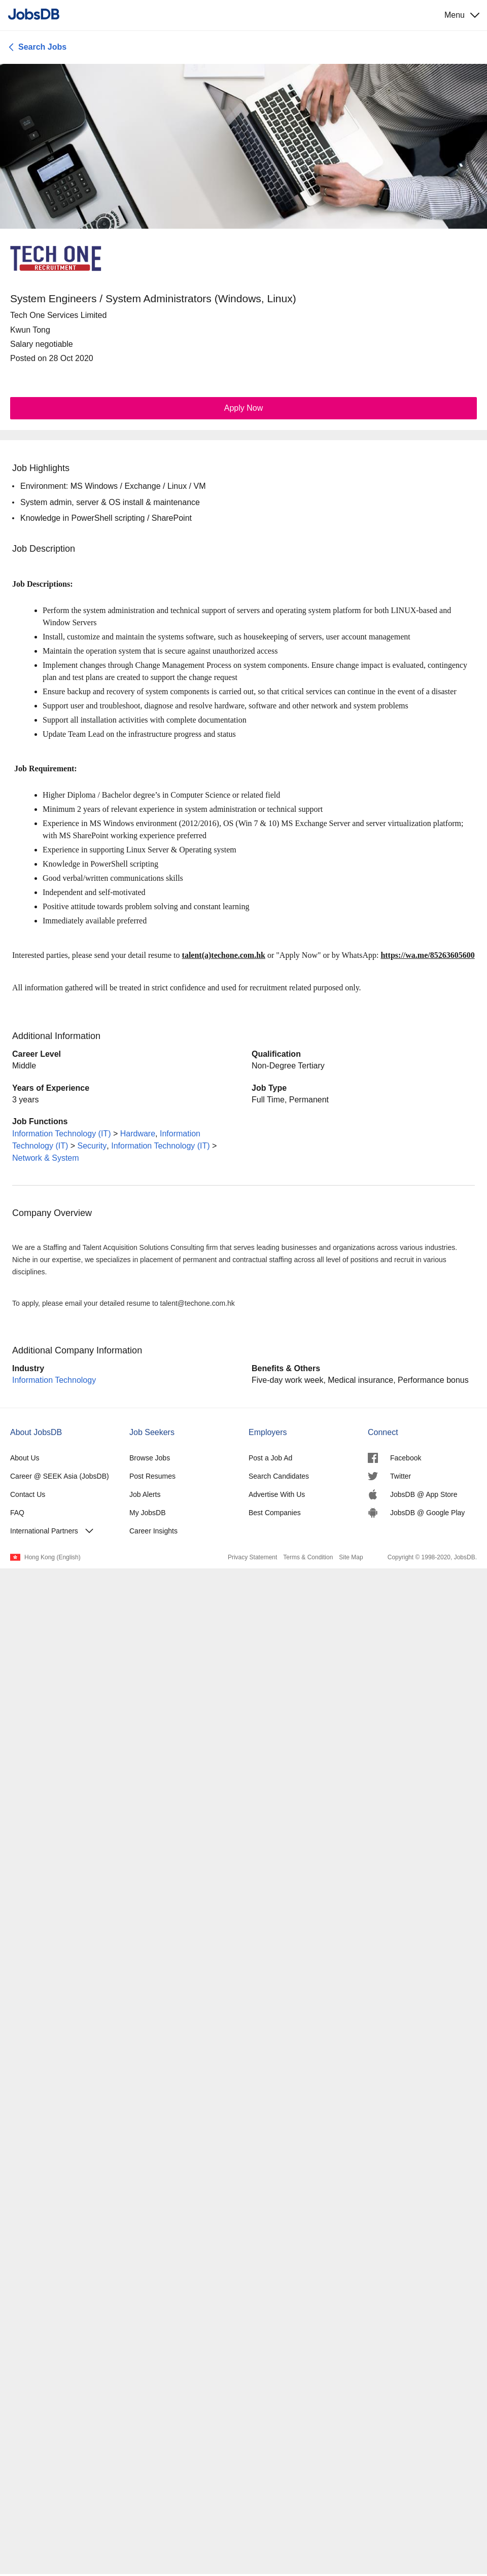 JobsDB
Menu
Search Jobs
TECH ONE
RECRUITMENT
System Engineers / System Administrators (Windows, Linux)
Tech One Services Limited
Kwun Tong
Salary negotiable
Posted on 28 Oct 2020
Apply Now
Job Highlights
• Environment: MS Windows / Exchange / Linux / VM
• System admin, server & OS install & maintenance
• Knowledge in PowerShell scripting / SharePoint
Job Description
Job Descriptions:
• Perform the system administration and technical support of servers and operating system platform for both LINUX-based and
Window Servers
• Install, customize and maintain the systems software, such as housekeeping of servers, user account management
• Maintain the operation system that is secure against unauthorized access
• Implement changes through Change Management Process on system components. Ensure change impact is evaluated, contingency
plan and test plans are created to support the change request
• Ensure backup and recovery of system components is carried out, so that critical services can continue in the event of a disaster
• Support user and troubleshoot, diagnose and resolve hardware, software and other network and system problems
• Support all installation activities with complete documentation
• Update Team Lead on the infrastructure progress and status
Job Requirement:
• Higher Diploma / Bachelor degree's in Computer Science or related field
• Minimum 2 years of relevant experience in system administration or technical support
• Experience in MS Windows environment (2012/2016), OS (Win 7 & 10) MS Exchange Server and server virtualization platform;
with MS SharePoint working experience preferred
• Experience in supporting Linux Server & Operating system
• Knowledge in PowerShell scripting
• Good verbal/written communications skills
• Independent and self-motivated
• Positive attitude towards problem solving and constant learning
• Immediately available preferred
Interested parties, please send your detail resume to talent(a)techone.com.hk or "Apply Now" or by WhatsApp: https://wa.me/85263605600
All information gathered will be treated in strict confidence and used for recruitment related purposed only.
Additional Information
Career Level
Middle
Qualification
Non-Degree Tertiary
Years of Experience
3 years
Job Type
Full Time, Permanent
Job Functions
Information Technology (IT) > Hardware, Information
Technology (IT) > Security, Information Technology (IT) >
Network & System
Company Overview
We are a Staffing and Talent Acquisition Solutions Consulting firm that serves leading businesses and organizations across various industries.
Niche in our expertise, we specializes in placement of permanent and contractual staffing across all level of positions and recruit in various
disciplines.
To apply, please email your detailed resume to talent@techone.com.hk
Additional Company Information
Industry
Information Technology
Benefits & Others
Five-day work week, Medical insurance, Performance bonus
About JobsDB
About Us
Career @ SEEK Asia (JobsDB)
Contact Us
FAQ
International Partners
Job Seekers
Browse Jobs
Post Resumes
Job Alerts
My JobsDB
Career Insights
Employers
Post a Job Ad
Search Candidates
Advertise With Us
Best Companies
Connect
Facebook
Twitter
JobsDB @ App Store
JobsDB @ Google Play
Hong Kong (English)
Privacy Statement Terms & Condition Site Map
Copyright © 1998-2020, JobsDB.